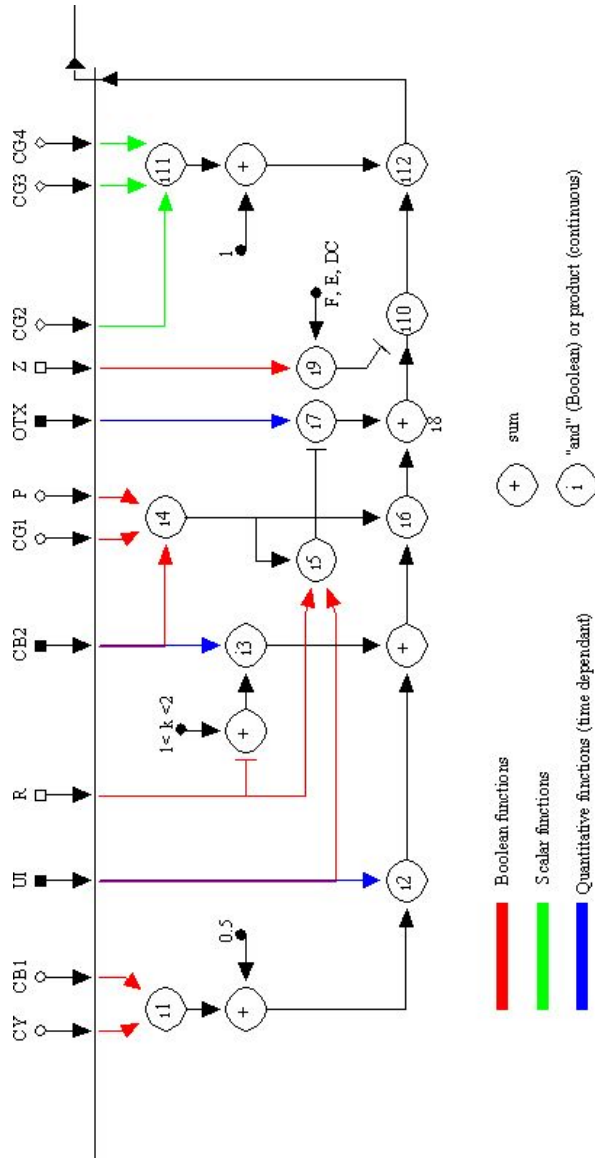 CY
CB1
UI
R
CB2
CG1
P
OTX
Z
CG2
CG3
CG4
i1
i4
i11
+
0.5
+
1< k <2
i3
1
+
i5
i7
i9
F, E, DC
i2
+
i6
+
i8
i10
i12
Boolean functions
Scalar functions
Quantitative functions (time dependant)
+ sum
i "and" (Boolean) or product (continuous)